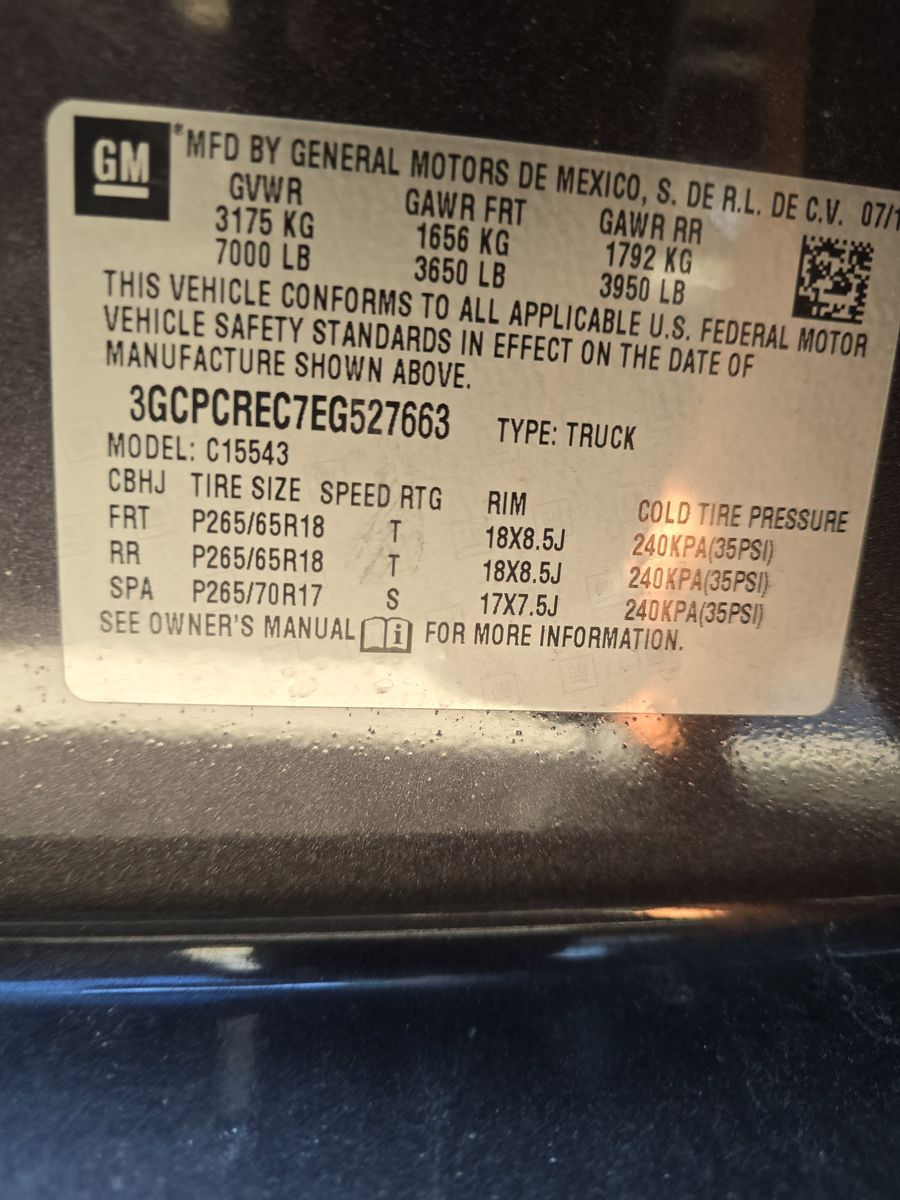 GM
*MFD BY GENERAL MOTORS DE MEXICO, S. DE R.L. DE C.V. 07/1
GVWR GAWR FRT GAWR RR
3175 KG 1656 KG 1792 KG
7000 LB 3650 LB 3950 LB
THIS VEHICLE CONFORMS TO ALL APPLICABLE U.S. FEDERAL MOTOR
VEHICLE SAFETY STANDARDS IN EFFECT ON THE DATE OF
MANUFACTURE SHOWN ABOVE.
3GCPCREC7EG527663 TYPE: TRUCK
MODEL: C15543
CBHJ TIRE SIZE SPEED RTG RIM COLD TIRE PRESSURE
FRT P265/65R18 T 18X8.5J 240KPA(35PSI)
RR P265/65R18 T 18X8.5J 240KPA(35PSI)
SPA P265/70R17 S 17X7.5J 240KPA(35PSI)
SEE OWNER'S MANUAL i FOR MORE INFORMATION.